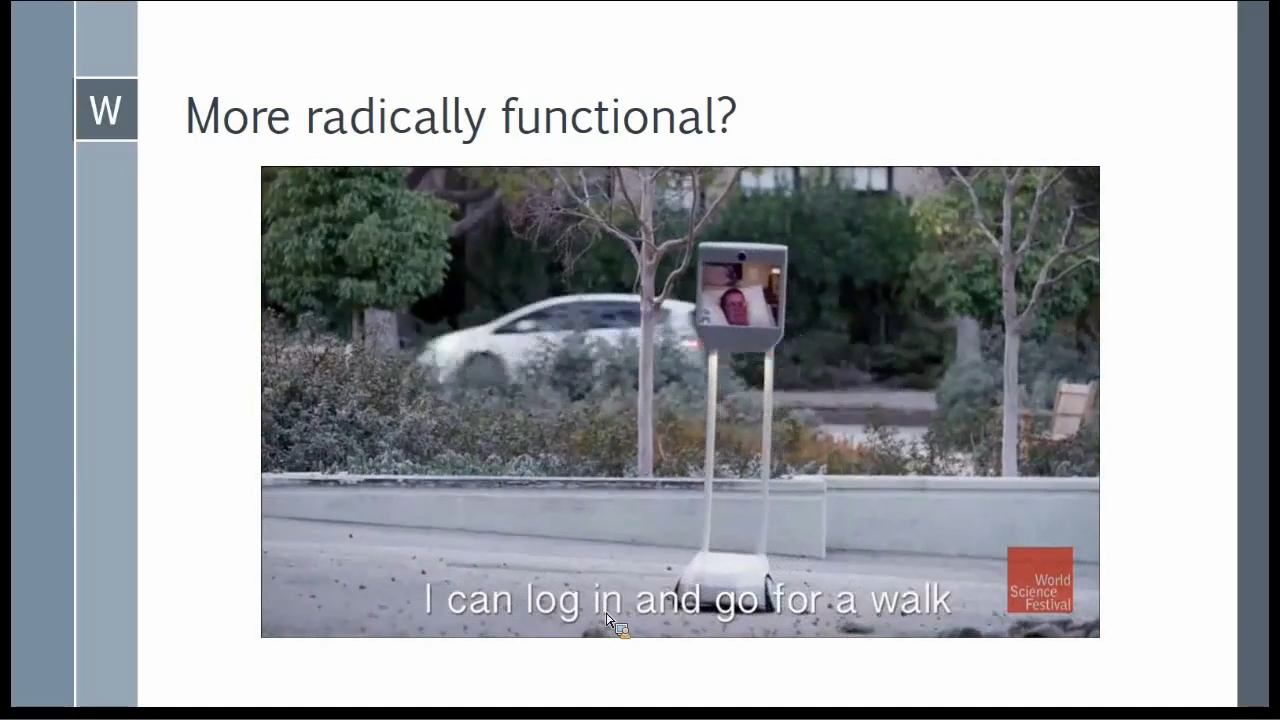 W
More radically functional?
I can log in and go for a walk
World
Science
Festival